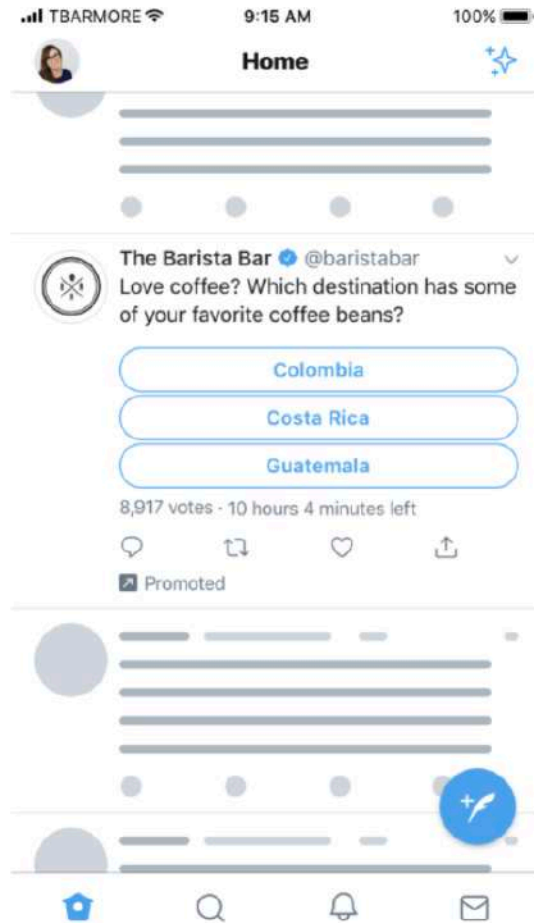 TBARMORE 9:15 AM 100%
Home
The Barista Bar @baristabar
Love coffee? Which destination has some
of your favorite coffee beans?
Colombia
Costa Rica
Guatemala
8,917 votes · 10 hours 4 minutes left
Promoted